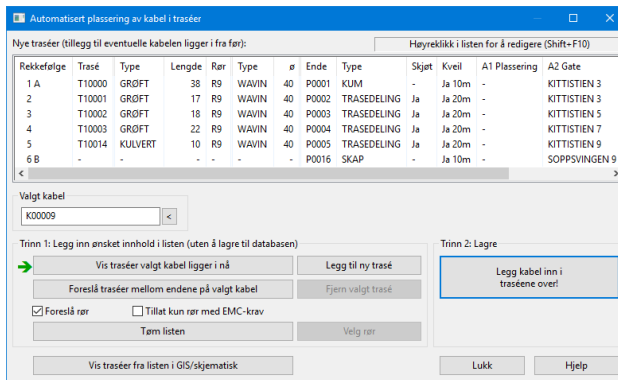 Automatisert plassering av kabel i traséer
Nye traséer (tillegg til eventuelle kabelen ligger i fra før):
Høyreklikk i listen for å redigere (Shift+F10)
Rekkefølge Trasé Type Lengde Rør Type ø Ende Type Skjøt Kveil A1 Plassering A2 Gate
1 A T10000 GRØFT 38 R9 WAVIN 40 P0001 KUM - Ja 10m - KITTISTIEN 3
2 T10001 GRØFT 17 R9 WAVIN 40 P0002 TRASEDELING Ja Ja 20m - KITTISTIEN 3
3 T10002 GRØFT 18 R9 WAVIN 40 P0003 TRASEDELING Ja Ja 20m - KITTISTIEN 5
4 T10003 GRØFT 22 R9 WAVIN 40 P0004 TRASEDELING Ja Ja 20m - KITTISTIEN 7
5 T10014 KULVERT 10 R9 WAVIN 40 P0005 TRASEDELING Ja Ja 20m - KITTISTIEN 9
6 B - - - - - - P0016 SKAP - Ja 10m - SOPPSVINGEN 9
Valgt kabel
K00009 <
Trinn 1: Legg inn ønsket innhold i listen (uten å lagre til databasen)
Vis traséer valgt kabel ligger i nå
Legg til ny trasé
Foreslå traséer mellom endene på valgt kabel
Fjern valgt trasé
Foreslå rør
Tillat kun rør med EMC-krav
Tøm listen
Velg rør
Trinn 2: Lagre
Legg kabel inn i
traséene over!
Vis traséer fra listen i GIS/skjematisk
Lukk
Hjelp